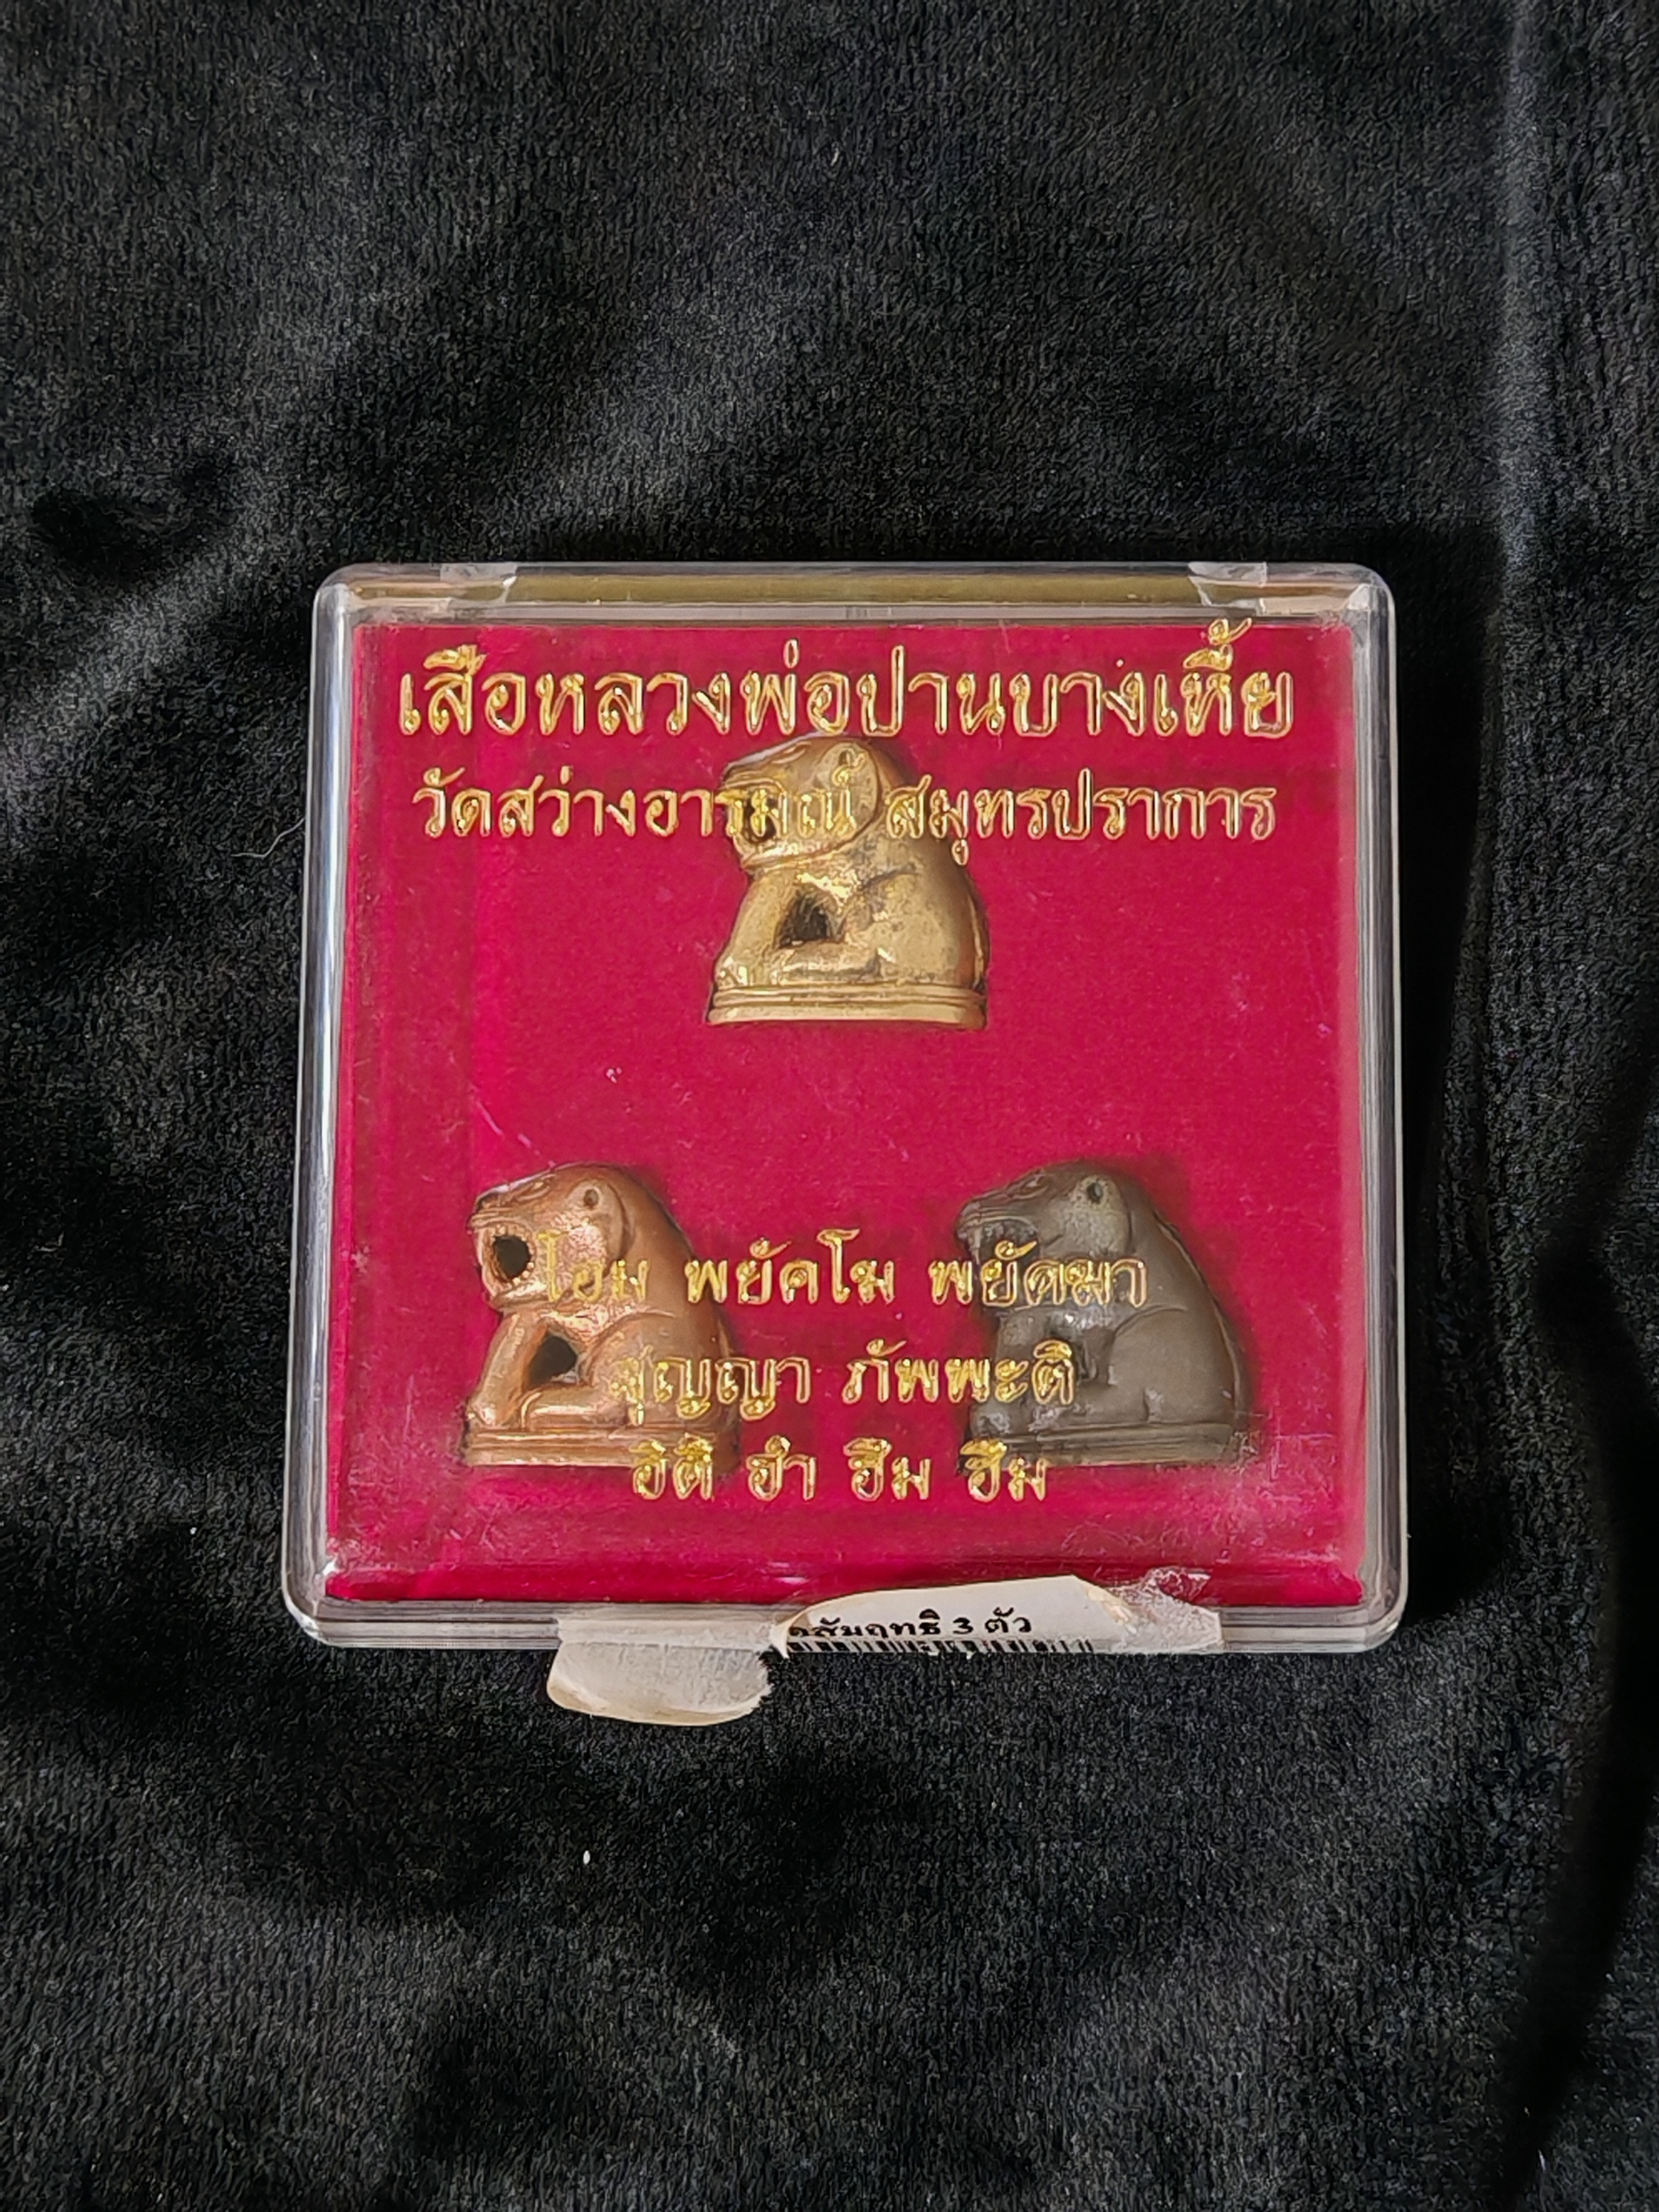 เสือหลวงพ่อปานบางเหี้ย
วัดสว่างอารมณ์ สมุทรปราการ
โอม พยัคโฆ พยัคฆา
สุญญา ภัพพะติ
อิติ ฮํา ฮึม ฮึม
สัมฤทธิ 3 ตัว